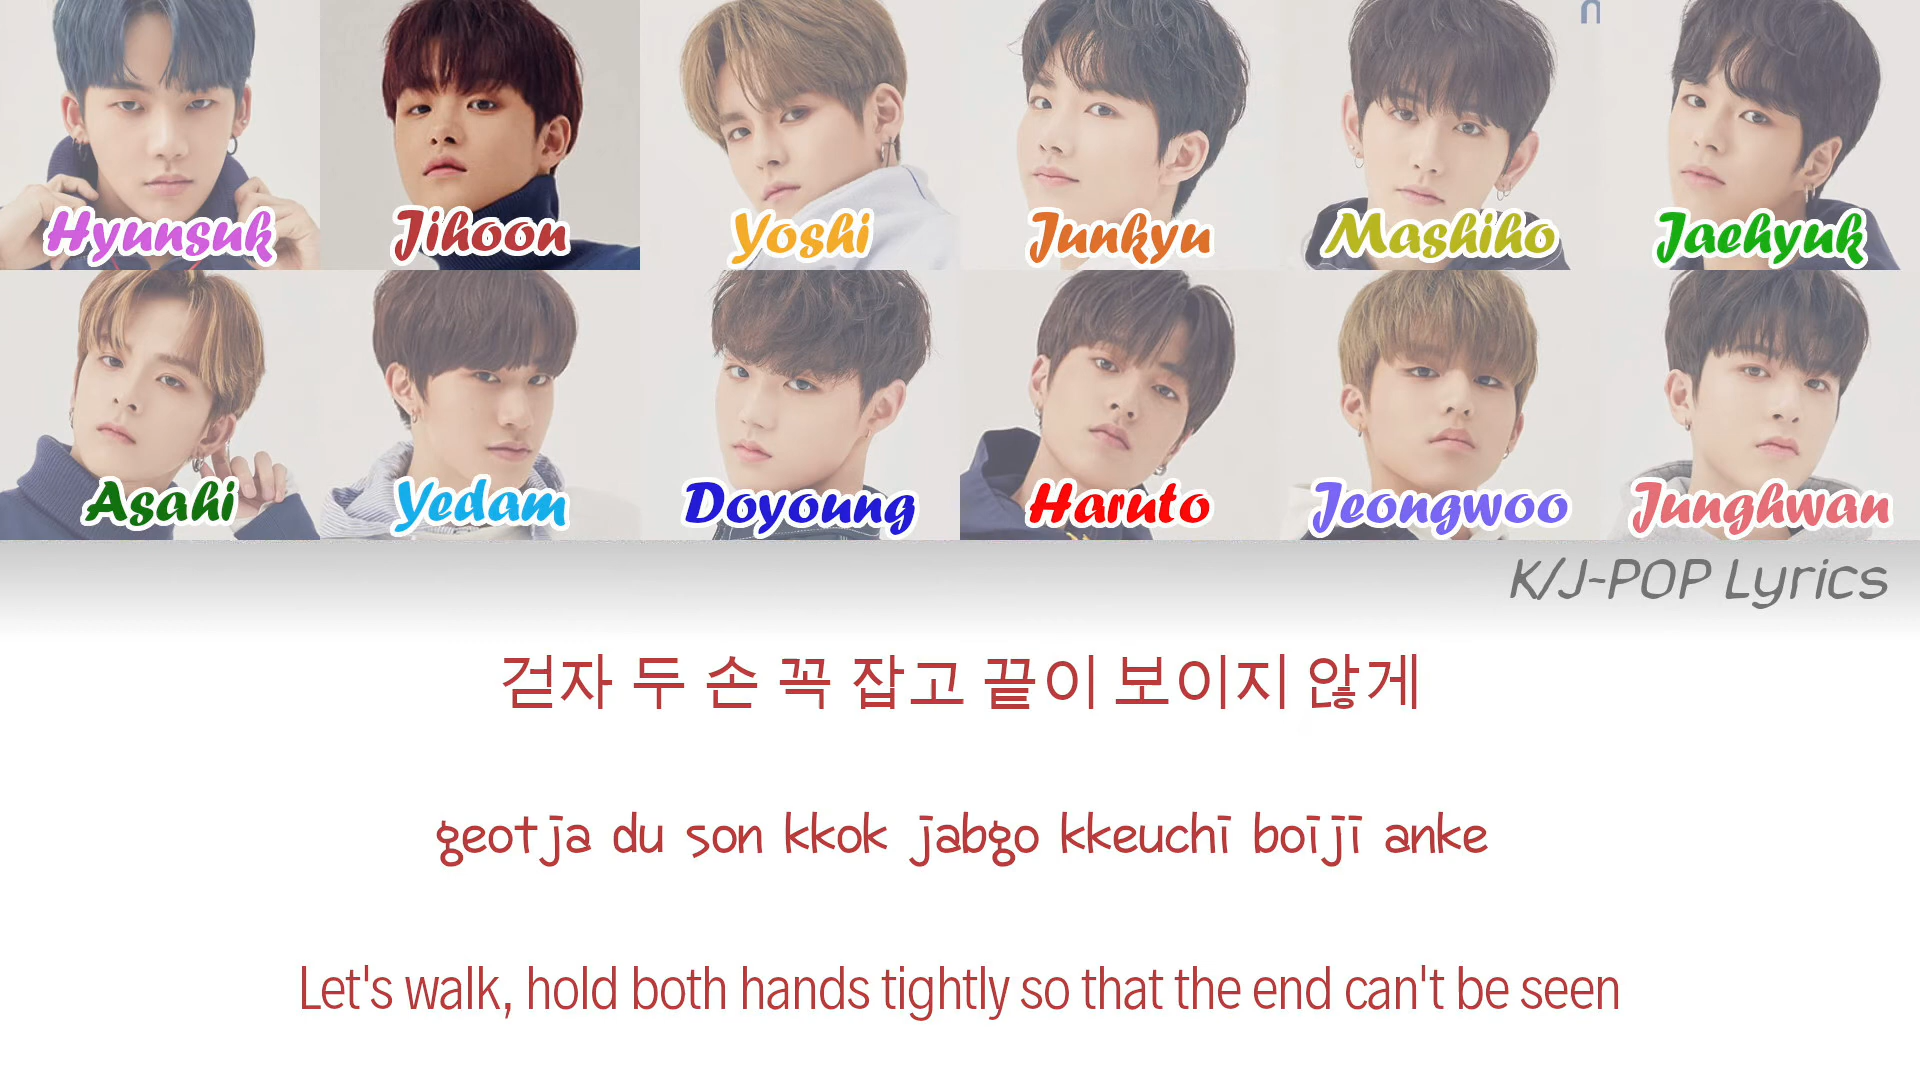 Hyunsuk Jihoon Yoshi Junkyu Mashiho Jaehyuk
Asahi Yedam Doyoung Haruto Jeongwoo Junghwan
K/J-POP Lyrics
걷자 두 손 꼭 잡고 끝이 보이지 않게
geotja du son kkok jabgo kkeuchi boiji anke
Let's walk, hold both hands tightly so that the end can't be seen